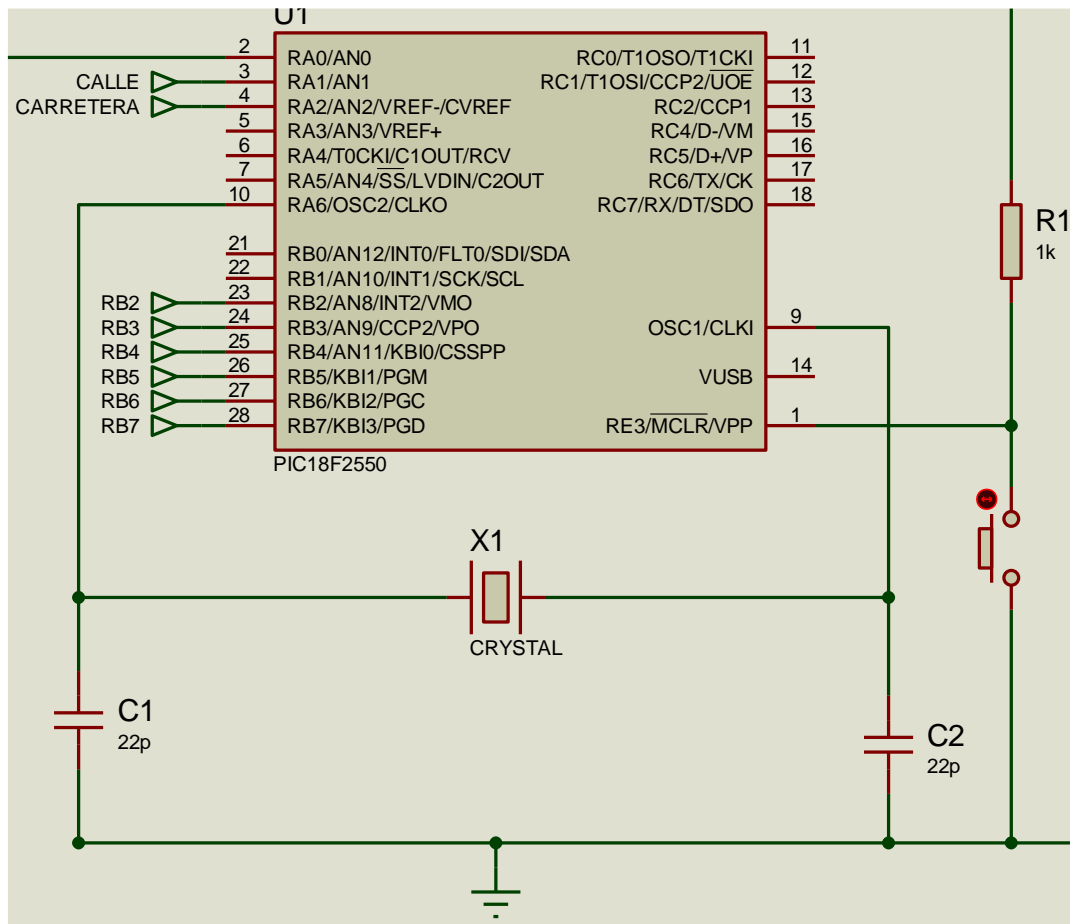 U1
2 RA0/AN0 RC0/T1OSO/T1CKI 11
CALLE 3 RA1/AN1 RC1/T1OSI/CCP2/UOE 12
CARRETERA 4 RA2/AN2/VREF-/CVREF RC2/CCP1 13
5 RA3/AN3/VREF+ RC4/D-/VM 15
6 RA4/T0CKI/C1OUT/RCV RC5/D+/VP 16
7 RA5/AN4/SS/LVDIN/C2OUT RC6/TX/CK 17
10 RA6/OSC2/CLKO RC7/RX/DT/SDO 18
R1
1k
21 RB0/AN12/INT0/FLT0/SDI/SDA
22 RB1/AN10/INT1/SCK/SCL
RB2 23 RB2/AN8/INT2/VMO
RB3 24 RB3/AN9/CCP2/VPO OSC1/CLKI 9
RB4 25 RB4/AN11/KBI0/CSSPP
RB5 26 RB5/KBI1/PGM VUSB 14
RB6 27 RB6/KBI2/PGC
RB7 28 RB7/KBI3/PGD RE3/MCLR/VPP 1
PIC18F2550
X1
CRYSTAL
C1
22p
C2
22p